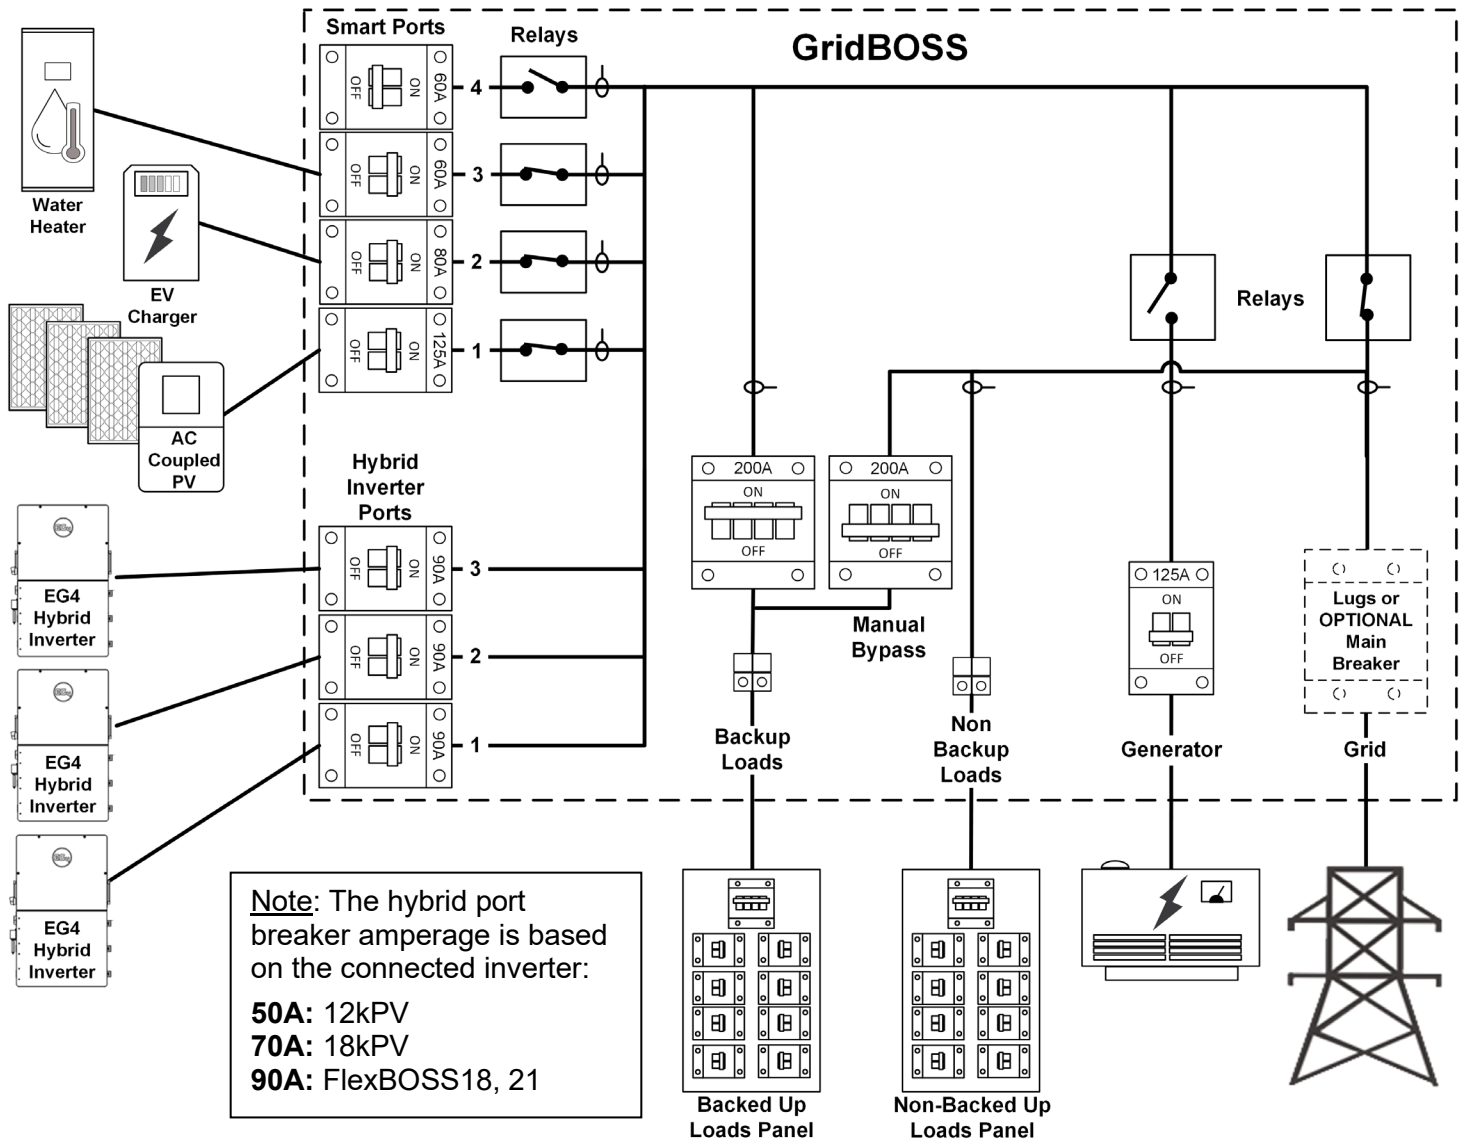 Smart Ports
Relays
GridBOSS
OFF
ON
60A
4
OFF
ON
60A
3
OFF
ON
80A
2
OFF
ON
125A
1
Water
Heater
EV
Charger
AC
Coupled
PV
Relays
Hybrid
Inverter
Ports
OFF
ON
90A
3
OFF
ON
90A
2
OFF
ON
90A
1
EG4
Hybrid
Inverter
EG4
Hybrid
Inverter
EG4
Hybrid
Inverter
200A
ON
OFF
200A
ON
OFF
Manual
Bypass
125A
ON
OFF
Lugs or
OPTIONAL
Main
Breaker
Backup
Loads
Non
Backup
Loads
Generator
Grid
Note: The hybrid port
breaker amperage is based
on the connected inverter:
50A: 12kPV
70A: 18kPV
90A: FlexBOSS18, 21
Backed Up
Loads Panel
Non-Backed Up
Loads Panel